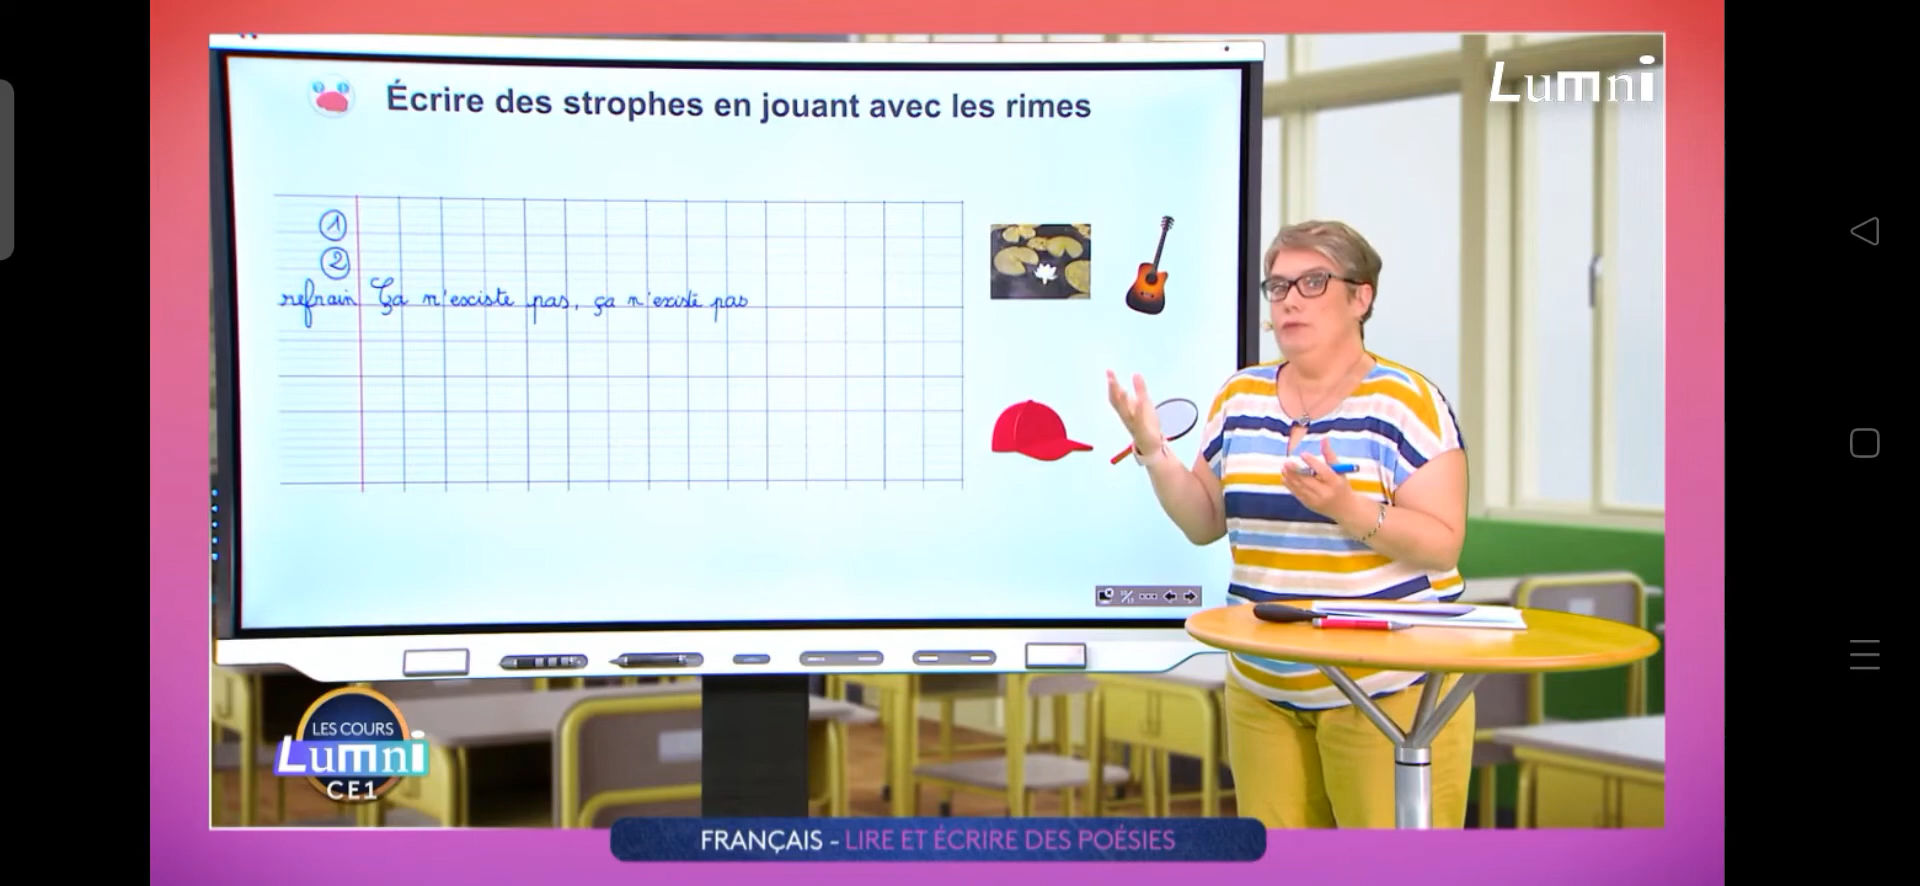 Écrire des strophes en jouant avec les rimes
Lumni
1
2
refrain Ça n'existe pas, ça n'existe pas
LES COURS
Lumni
CE1
FRANÇAIS - LIRE ET ÉCRIRE DES POÉSIES